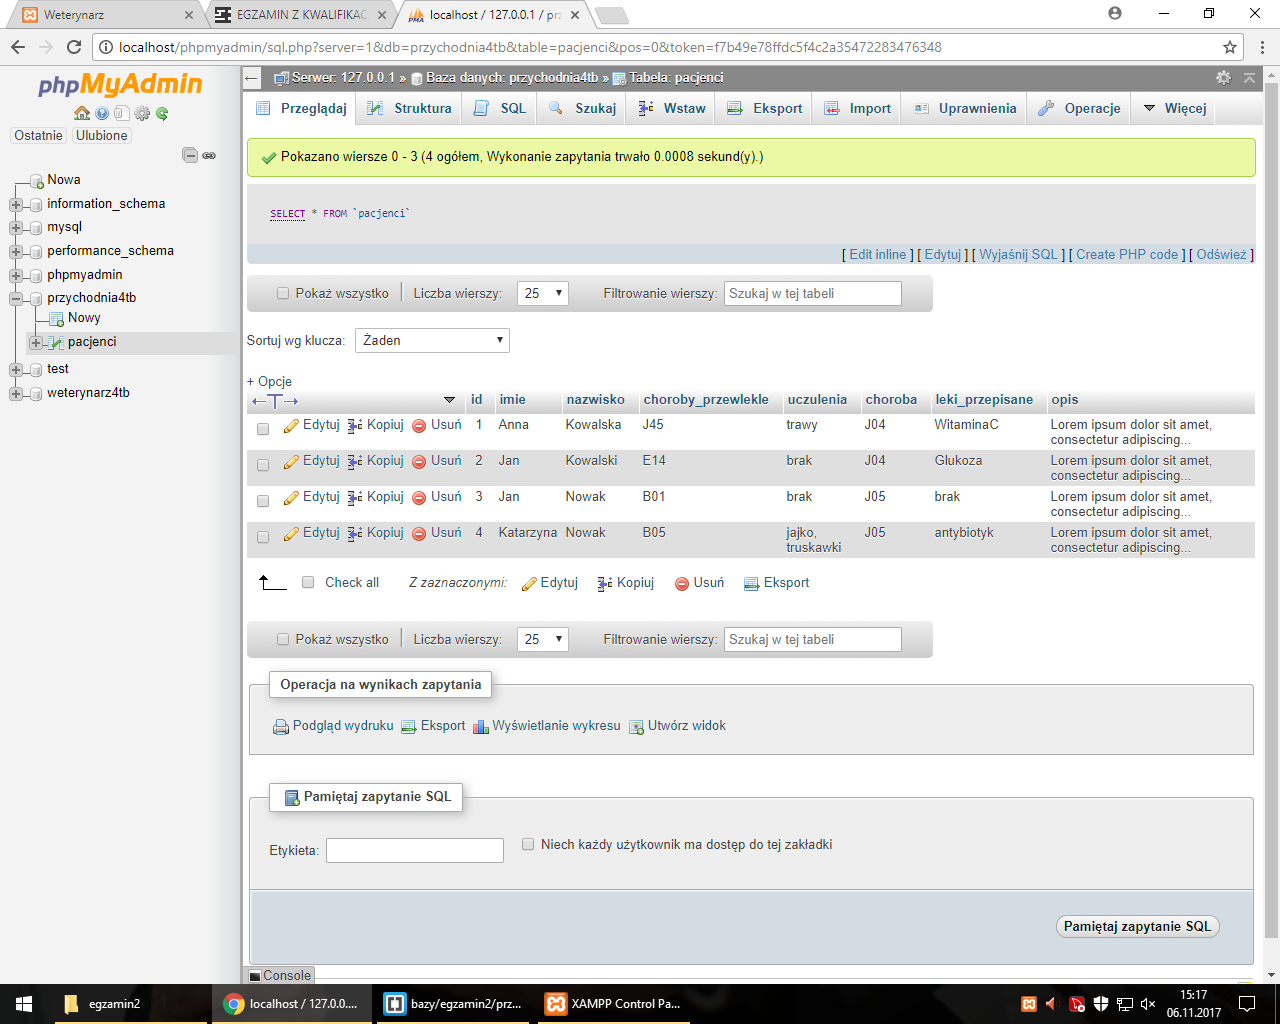 Weterynarz
EGZAMIN Z KWALIFIKAC
localhost / 127.0.0.1 / prz
localhost/phpmyadmin/sql.php?server=1&db=przychodnia4tb&table=pacjenci&pos=0&token=f7b49e78ffdc5f4c2a35472283476348
phpMyAdmin
Ostatnie Ulubione
Nowa
information_schema
mysql
performance_schema
phpmyadmin
przychodnia4tb
Nowy
pacjenci
test
weterynarz4tb
Serwer: 127.0.0.1 » Baza danych: przychodnia4tb » Tabela: pacjenci
Przeglądaj Struktura SQL Szukaj Wstaw Eksport Import Uprawnienia Operacje Więcej
Pokazano wiersze 0 - 3 (4 ogółem, Wykonanie zapytania trwało 0.0008 sekund(y).)
SELECT * FROM `pacjenci`
[ Edit inline ] [ Edytuj ] [ Wyjaśnij SQL ] [ Create PHP code ] [ Odśwież ]
Pokaż wszystko Liczba wierszy: 25 Filtrowanie wierszy: Szukaj w tej tabeli
Sortuj wg klucza: Żaden
+ Opcje
id imie nazwisko choroby_przewlekle uczulenia choroba leki_przepisane opis
Edytuj Kopiuj Usuń 1 Anna Kowalska J45 trawy J04 WitaminaC Lorem ipsum dolor sit amet,
consectetur adipiscing...
Edytuj Kopiuj Usuń 2 Jan Kowalski E14 brak J04 Glukoza Lorem ipsum dolor sit amet,
consectetur adipiscing...
Edytuj Kopiuj Usuń 3 Jan Nowak B01 brak J05 brak Lorem ipsum dolor sit amet,
consectetur adipiscing...
Edytuj Kopiuj Usuń 4 Katarzyna Nowak B05 jajko, J05 antybiotyk Lorem ipsum dolor sit amet,
truskawki consectetur adipiscing...
Check all Z zaznaczonymi: Edytuj Kopiuj Usuń Eksport
Pokaż wszystko Liczba wierszy: 25 Filtrowanie wierszy: Szukaj w tej tabeli
Operacja na wynikach zapytania
Podgląd wydruku Eksport Wyświetlanie wykresu Utwórz widok
Pamiętaj zapytanie SQL
Etykieta: Niech każdy użytkownik ma dostęp do tej zakładki
Pamiętaj zapytanie SQL
Console
egzamin2
localhost / 127.0.0....
bazy/egzamin2/prz...
XAMPP Control Pa...
15:17
06.11.2017